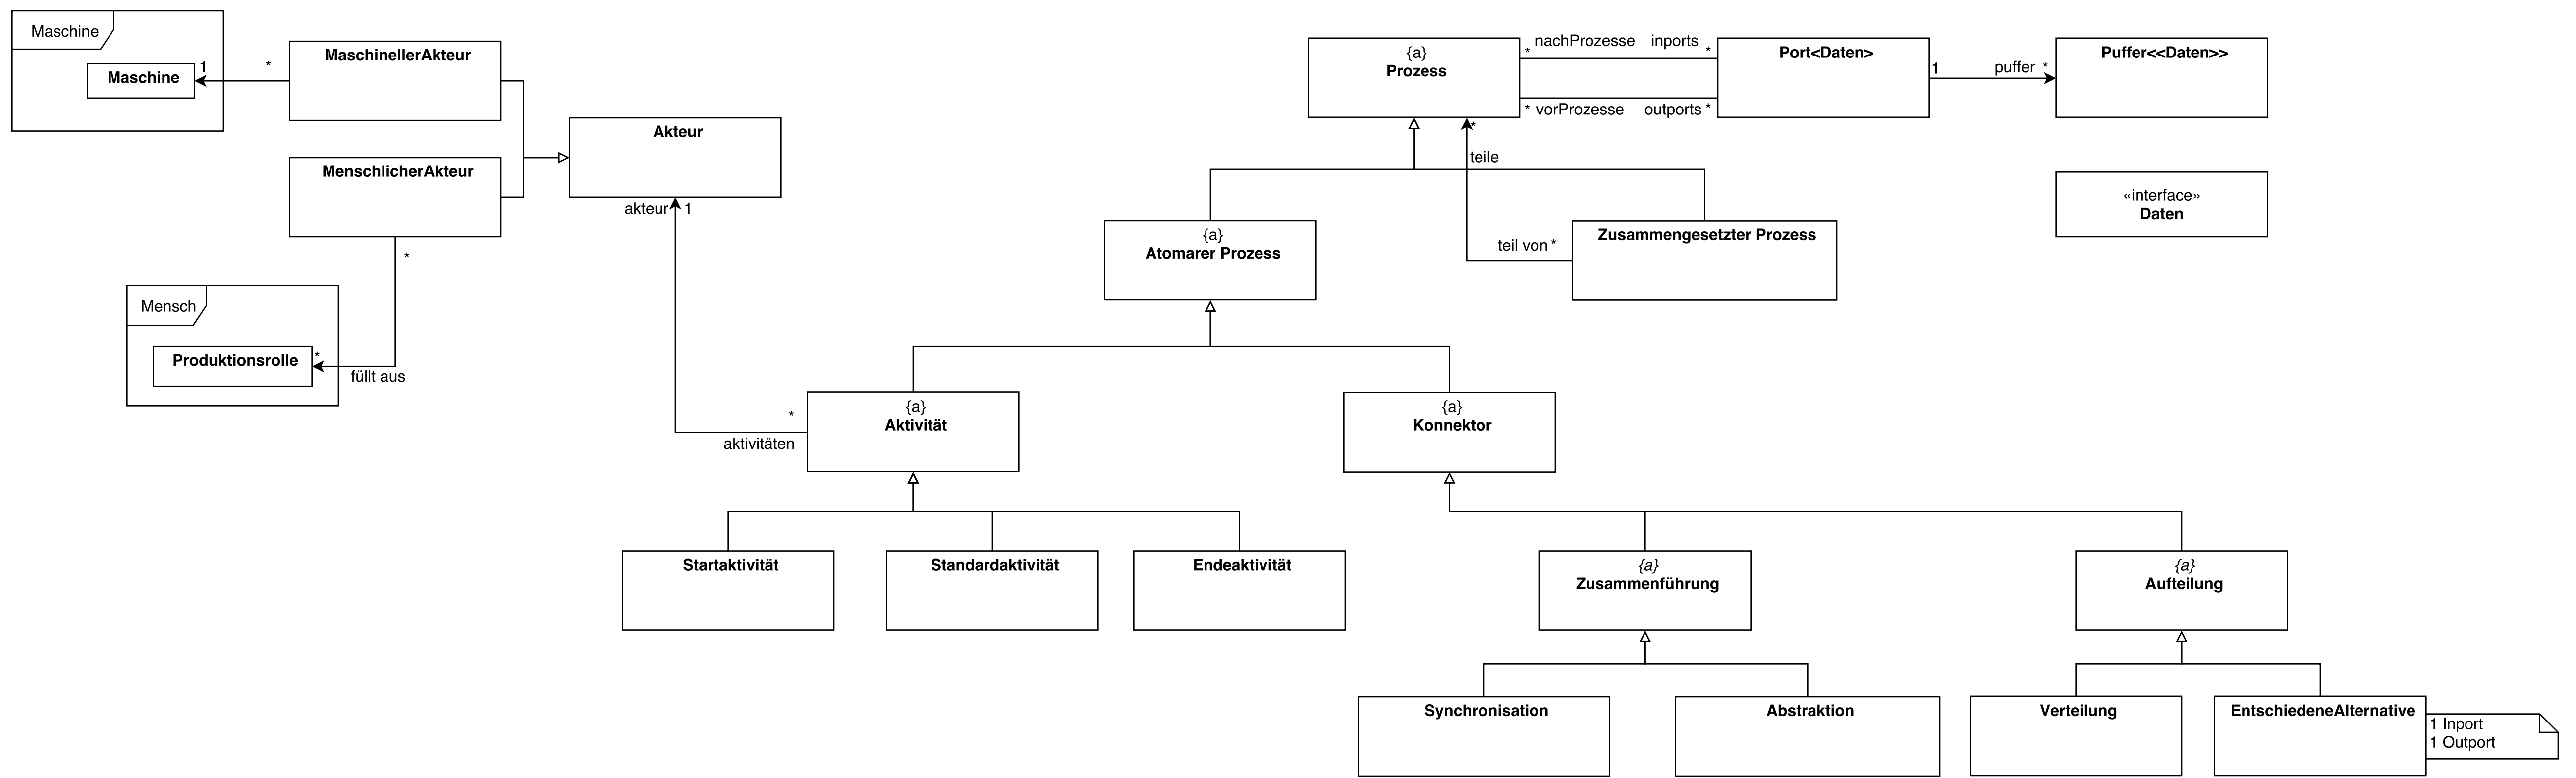 Maschine
Maschine
1
*
MaschinellerAkteur
MenschlicherAkteur
*
Mensch
Produktionsrolle
*
füllt aus
Akteur
akteur
1
*
aktivitäten
{a}
Prozess
*
nachProzesse
inports
*
*
vorProzesse
outports
*
Port<Daten>
1
puffer
*
Puffer<<Daten>>
«interface»
Daten
*
teile
teil von
*
{a}
Atomarer Prozess
Zusammengesetzter Prozess
{a}
Aktivität
{a}
Konnektor
Startaktivität
Standardaktivität
Endeaktivität
{a}
Zusammenführung
{a}
Aufteilung
Synchronisation
Abstraktion
Verteilung
EntschiedeneAlternative
1 Inport
1 Outport